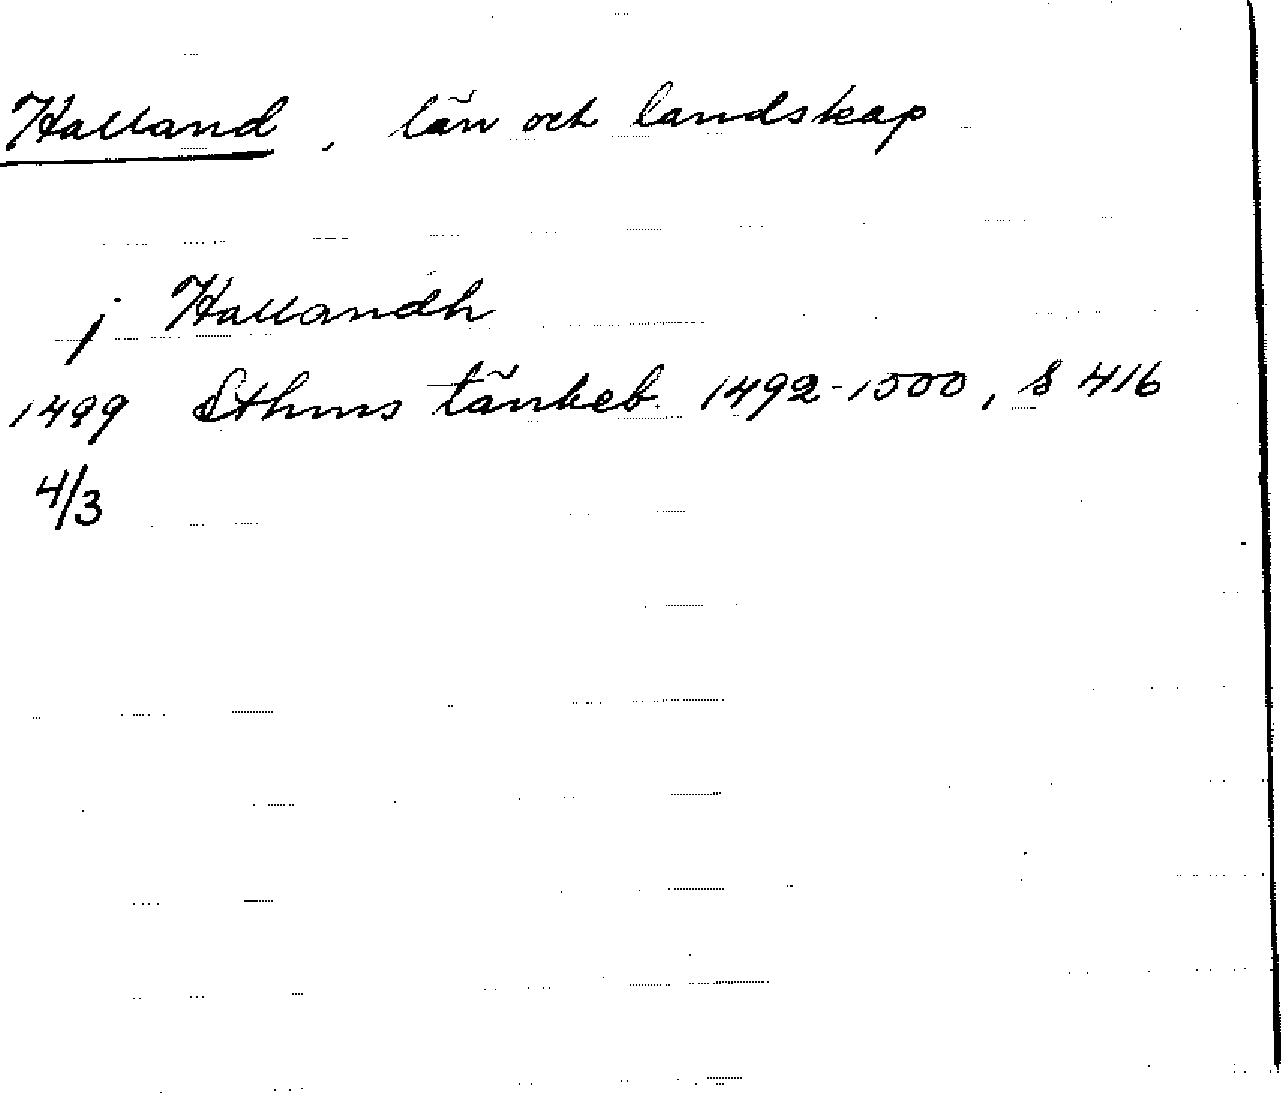 Halland, län och landskap
j Hallandh
1499 Sthms tänkeb 1492-1500, s 416
4/3